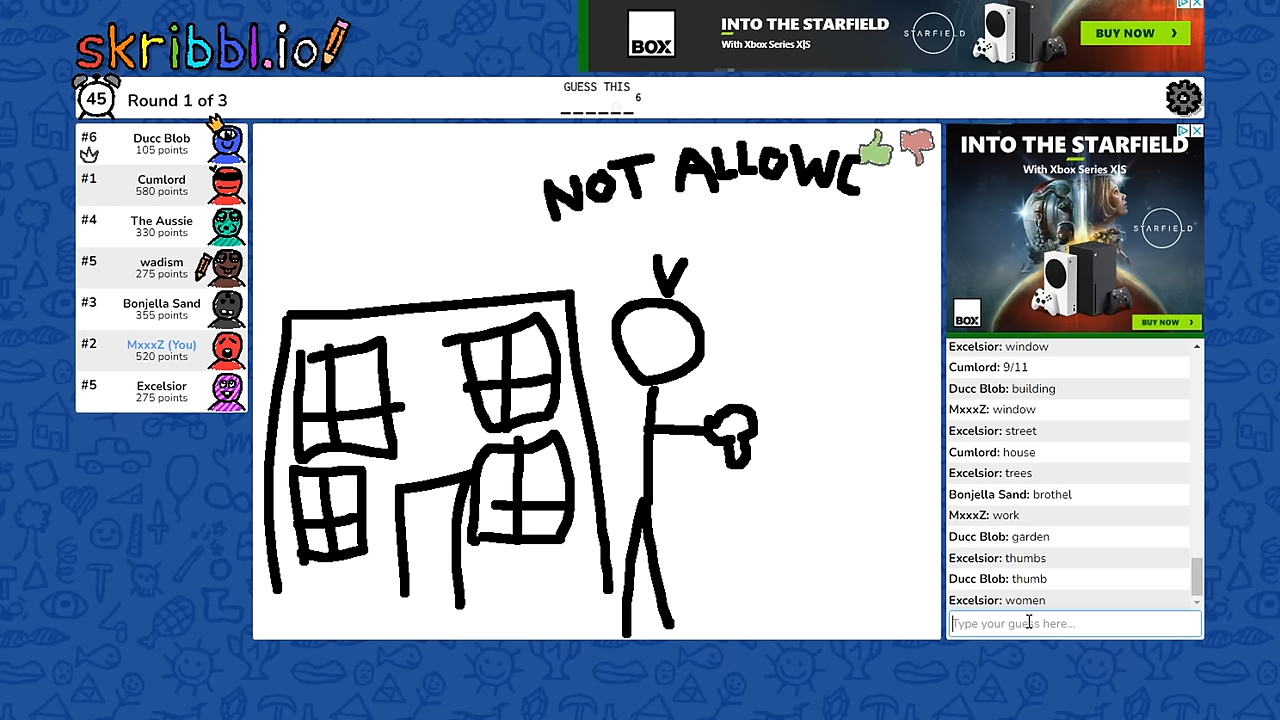 skribbl.io
BOX
INTO THE STARFIELD
With Xbox Series X|S
STARFIELD
BUY NOW
45
Round 1 of 3
GUESS THIS
______ 6
#6
Ducc Blob
105 points
#1
Cumlord
580 points
#4
The Aussie
330 points
#5
wadism
275 points
#3
Bonjella Sand
355 points
#2
MxxxZ (You)
520 points
#5
Excelsior
275 points
NOT ALLOWC
INTO THE STARFIELD
With Xbox Series X|S
STARFIELD
BOX
BUY NOW
Excelsior: window
Cumlord: 9/11
Ducc Blob: building
MxxxZ: window
Excelsior: street
Cumlord: house
Excelsior: trees
Bonjella Sand: brothel
MxxxZ: work
Ducc Blob: garden
Excelsior: thumbs
Ducc Blob: thumb
Excelsior: women
Type your guess here...